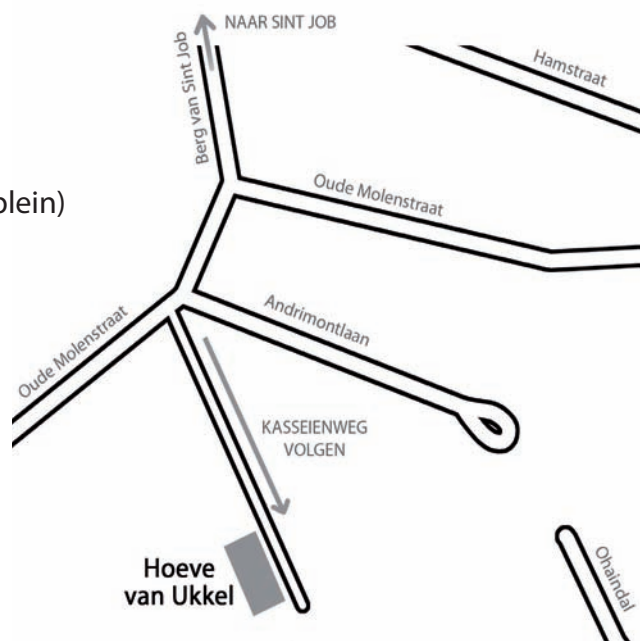 NAAR SINT JOB
Berg van Sint Job
Hamstraat
plein)
Oude Molenstraat
Andrimontlaan
Oude Molenstraat
KASSEIENWEG
VOLGEN
Hoeve
van Ukkel
Ohaindal